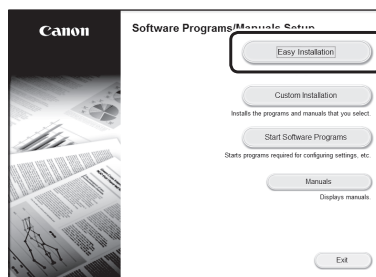 Canon
Software Programs/Manuals Setup
Easy Installation
Custom Installation
Installs the programs and manuals that you select.
Start Software Programs
Starts programs required for configuring settings, etc.
Manuals
Displays manuals.
Exit